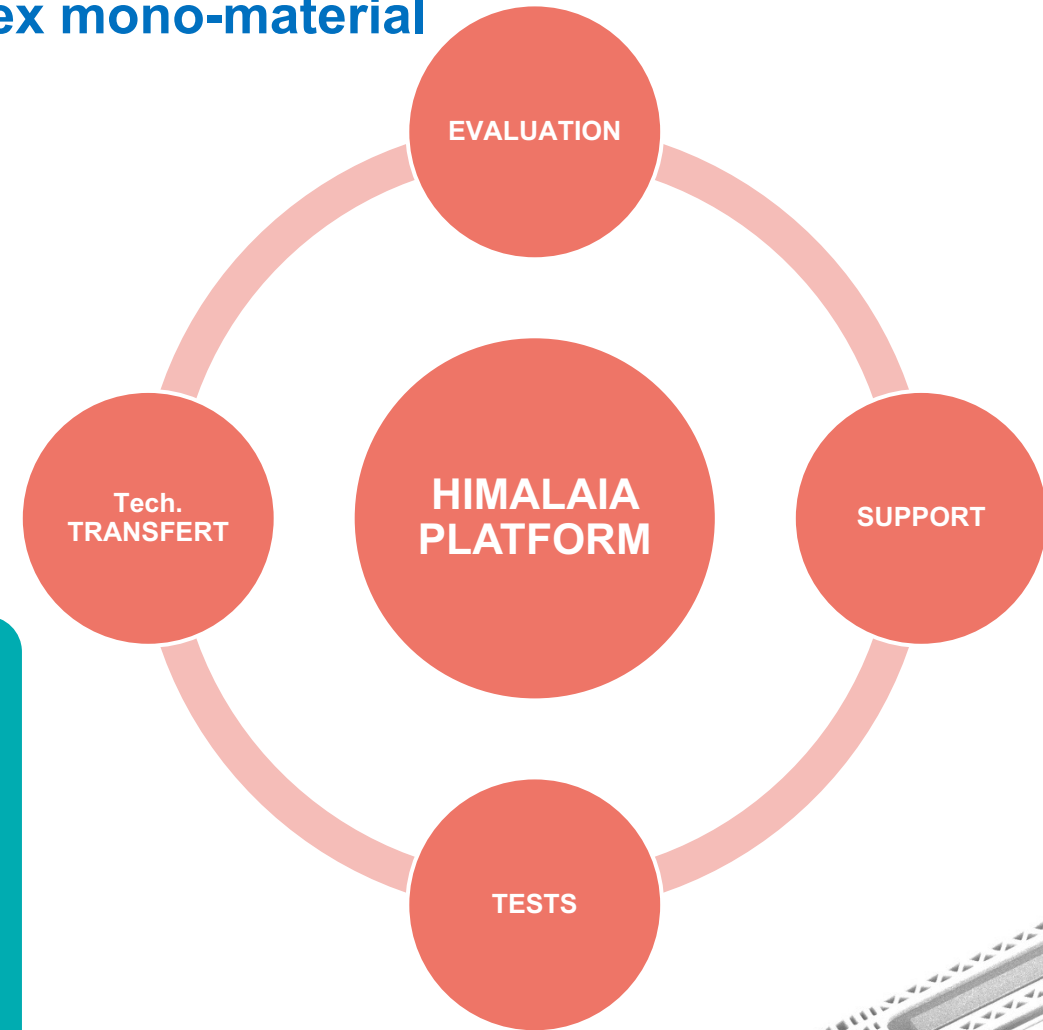 ex mono-material
EVALUATION
Tech.
TRANSFERT
HIMALAIA
PLATFORM
SUPPORT
TESTS